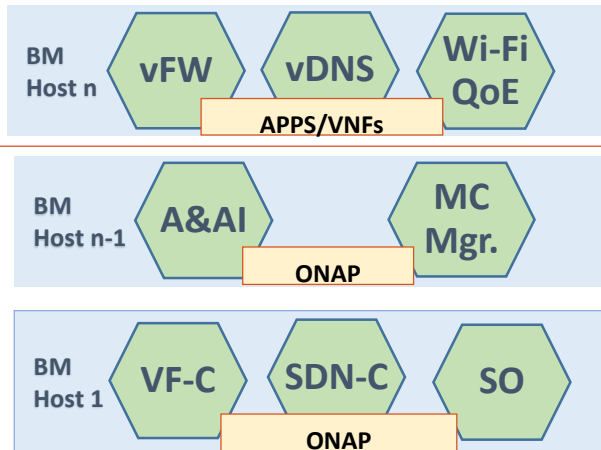 BM
Host n
vFW
vDNS
Wi-Fi
QoE
APPS/VNFs
BM
Host n-1
A&AI
MC
Mgr.
ONAP
BM
Host 1
VF-C
SDN-C
SO
ONAP